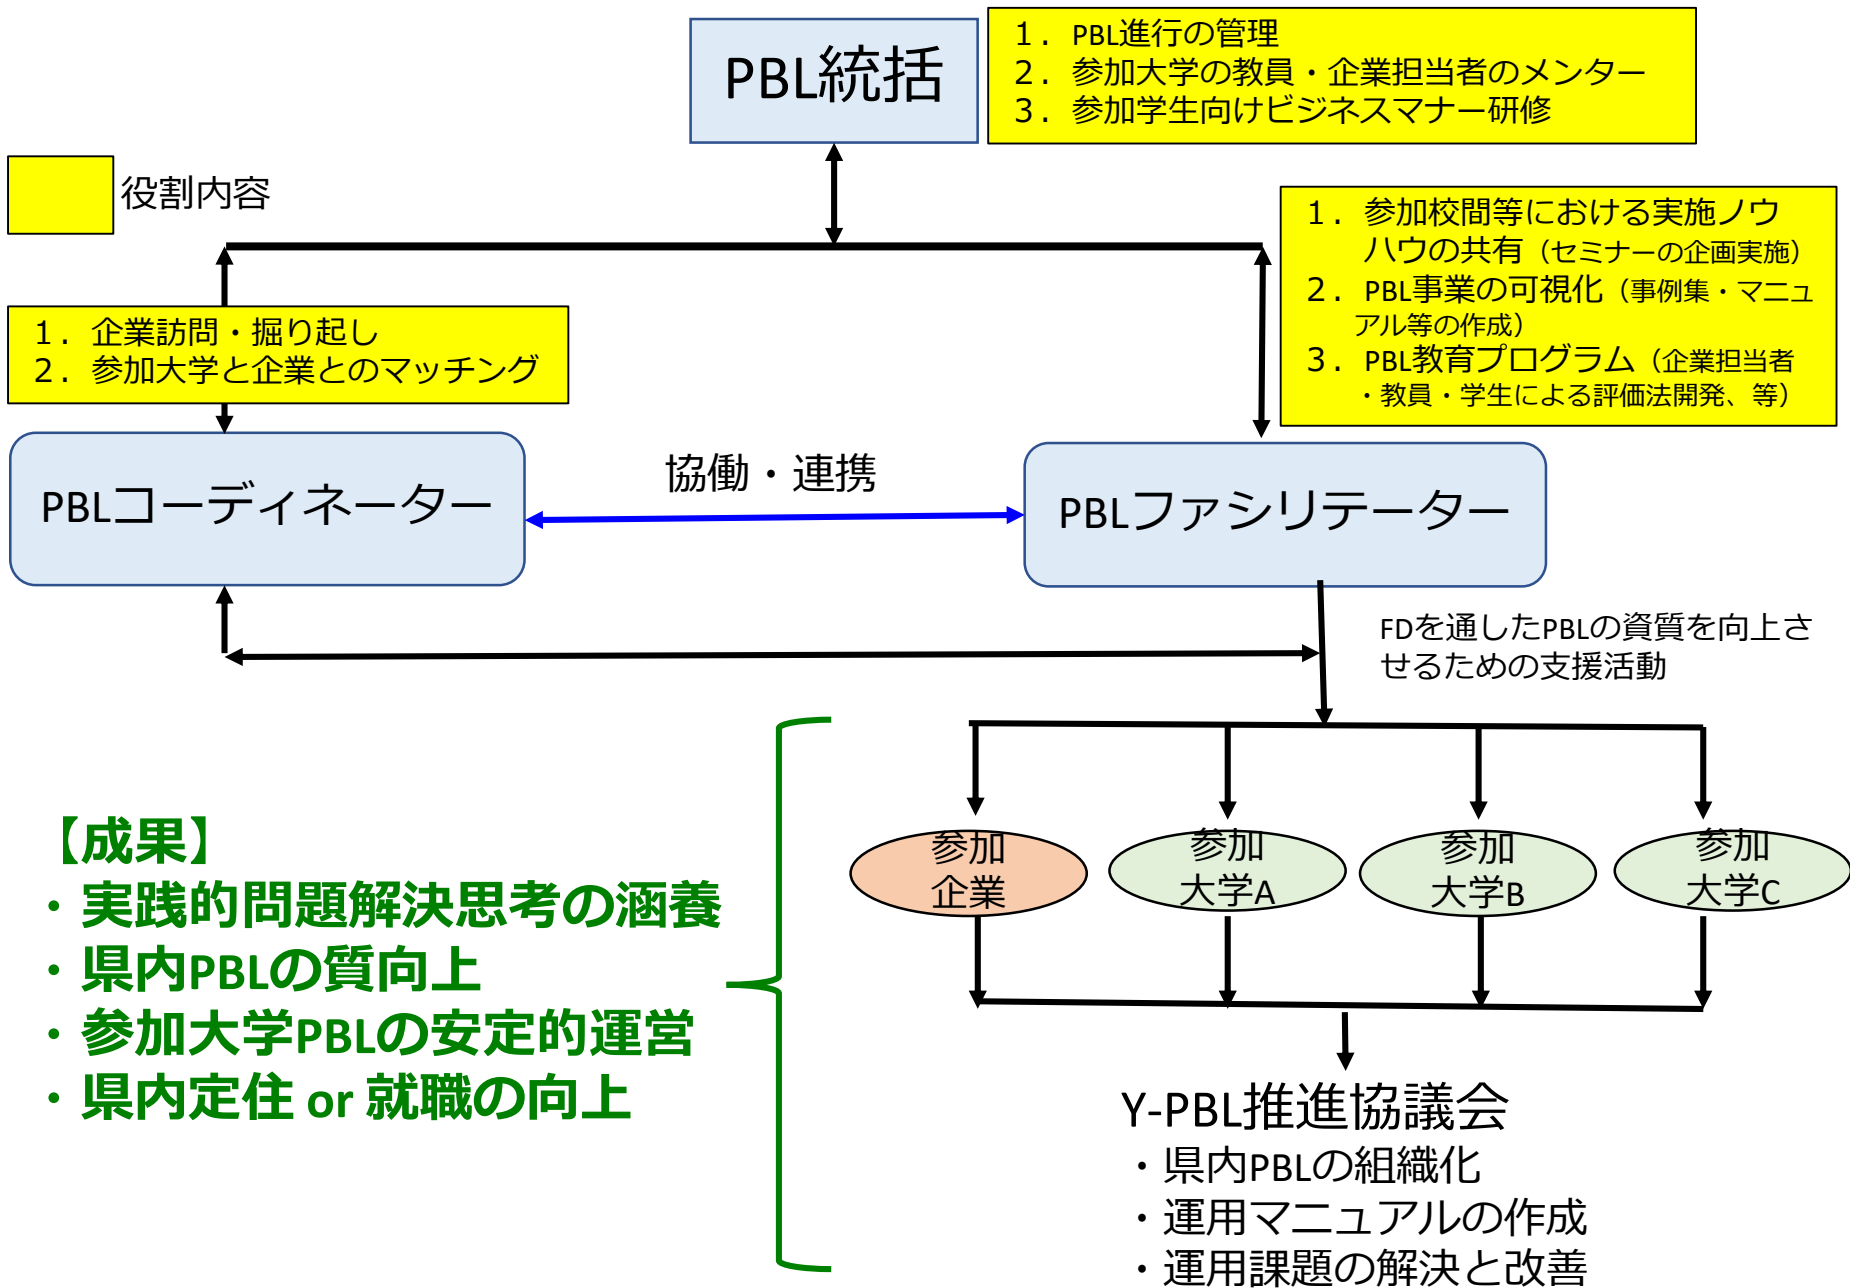 PBL統括
１．PBL進行の管理
２．参加大学の教員・企業担当者のメンター
３．参加学生向けビジネスマナー研修
役割内容
１．参加校間等における実施ノウ
ハウの共有（セミナーの企画実施）
２．PBL事業の可視化（事例集・マニュ
アル等の作成）
３．PBL教育プログラム（企業担当者
・教員・学生による評価法開発、等）
１．企業訪問・掘り起し
２．参加大学と企業とのマッチング
PBLコーディネーター
協働・連携
PBLファシリテーター
FDを通したPBLの資質を向上さ
せるための支援活動
参加
企業
参加
大学A
参加
大学B
参加
大学C
【成果】
・実践的問題解決思考の涵養
・県内PBLの質向上
・参加大学PBLの安定的運営
・県内定住 or 就職の向上
Y-PBL推進協議会
・県内PBLの組織化
・運用マニュアルの作成
・運用課題の解決と改善